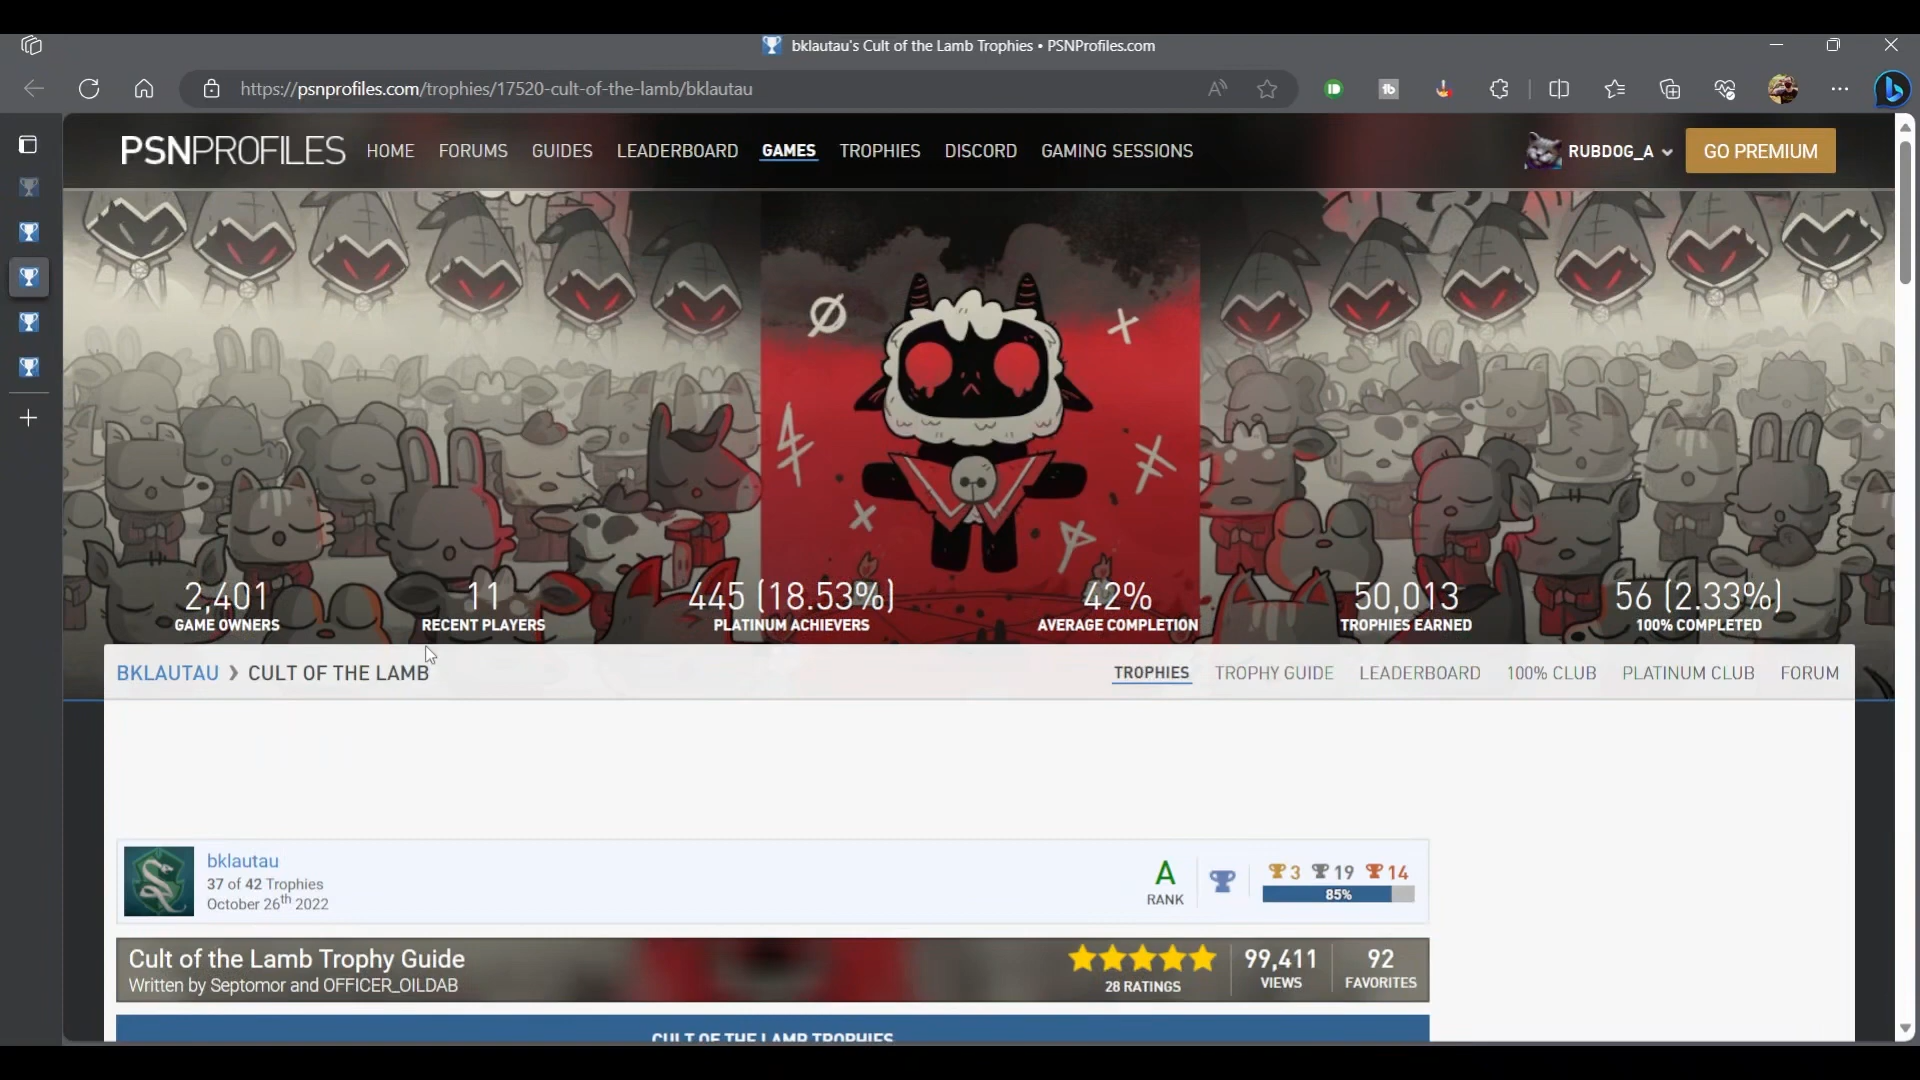 bklautau's Cult of the Lamb Trophies • PSNProfiles.com
https://psnprofiles.com/trophies/17520-cult-of-the-lamb/bklautau
PSNPROFILES HOME FORUMS GUIDES LEADERBOARD GAMES TROPHIES DISCORD GAMING SESSIONS RUBDOG_A GO PREMIUM
2,401 11 445 (18.53%) 42% 50,013 56 (2.33%)
GAME OWNERS RECENT PLAYERS PLATINUM ACHIEVERS AVERAGE COMPLETION TROPHIES EARNED 100% COMPLETED
BKLAUTAU › CULT OF THE LAMB TROPHIES TROPHY GUIDE LEADERBOARD 100% CLUB PLATINUM CLUB FORUM
bklautau
37 of 42 Trophies
October 26th 2022
A
RANK
3 19 14
85%
Cult of the Lamb Trophy Guide
Written by Septomor and OFFICER_OILDAB
28 RATINGS
99,411
VIEWS
92
FAVORITES
CULT OF THE LAMB TROPHIES